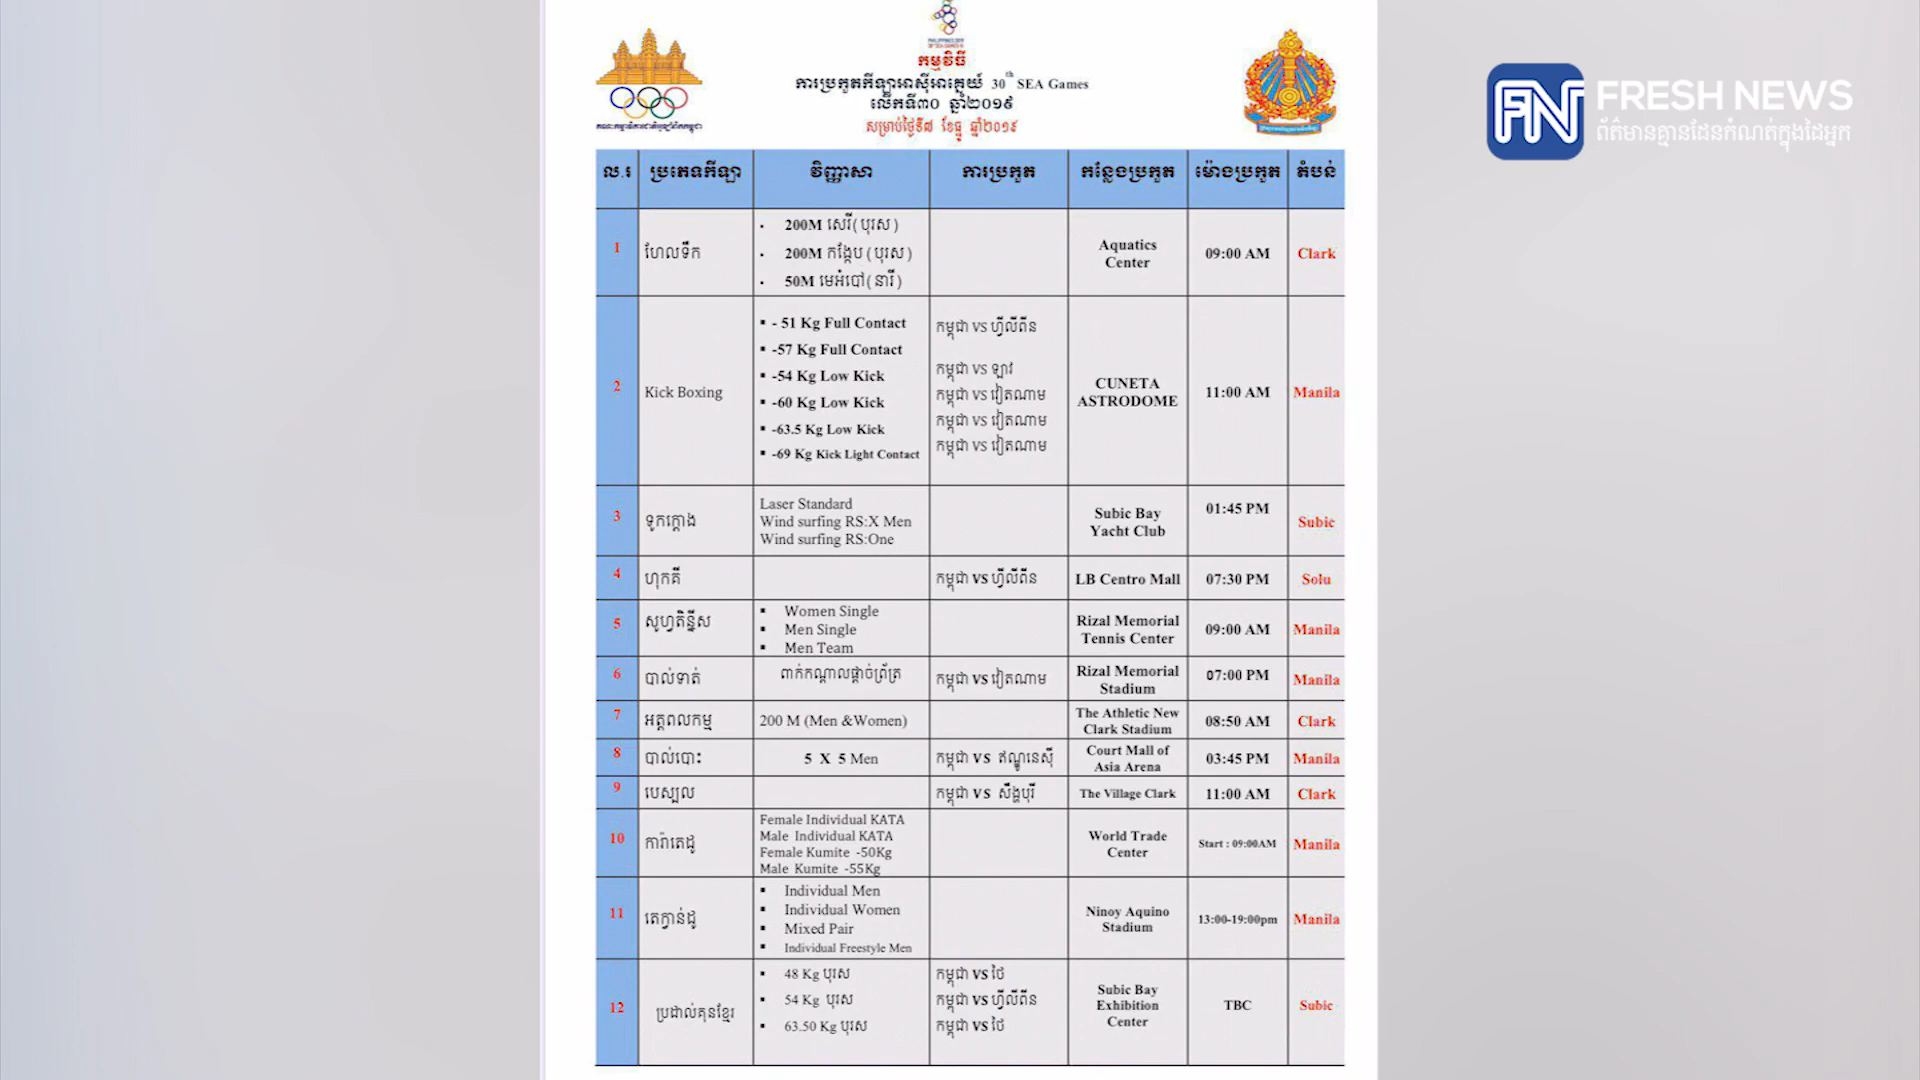 កម្មវិធី
ការប្រកួតកីឡាអាស៊ីអាគ្នេយ៍ 30th SEA Games
លើកទី៣០ ឆ្នាំ២០១៩
សម្រាប់ថ្ងៃទី៧ ខែធ្នូ ឆ្នាំ២០១៩
គណៈកម្មាធិការជាតិអូឡាំពិកកម្ពុជា
FRESH NEWS
ព័ត៌មានគ្មានដែនកំណត់ក្នុងដៃអ្នក
ល.រ ប្រភេទកីឡា វិញ្ញាសា ការប្រកួត កន្លែងប្រកួត ម៉ោងប្រកួត តំបន់
1 ហែលទឹក
200M សេរី(បុរស)
200M កង្កែប(បុរស)
50M មេអំបៅ(នារី)
Aquatics
Center
09:00 AM Clark
2 Kick Boxing
- 51 Kg Full Contact
-57 Kg Full Contact
-54 Kg Low Kick
-60 Kg Low Kick
-63.5 Kg Low Kick
-69 Kg Kick Light Contact
កម្ពុជា VS ហ្វីលីពីន
កម្ពុជា VS ឡាវ
កម្ពុជា VS វៀតណាម
កម្ពុជា VS វៀតណាម
កម្ពុជា VS វៀតណាម
CUNETA
ASTRODOME
11:00 AM Manila
3 ទូកក្តោង
Laser Standard
Wind surfing RS:X Men
Wind surfing RS:One
Subic Bay
Yacht Club
01:45 PM Subic
4 ហុកគី កម្ពុជា VS ហ្វីលីពីន LB Centro Mall 07:30 PM Solu
5 សូហ្វតិន្នីស
Women Single
Men Single
Men Team
Rizal Memorial
Tennis Center
09:00 AM Manila
6 បាល់ទាត់ ពាក់កណ្តាលផ្តាច់ព្រ័ត្រ កម្ពុជា VS វៀតណាម
Rizal Memorial
Stadium
07:00 PM Manila
7 អត្តពលកម្ម 200 M (Men &Women)
The Athletic New
Clark Stadium
08:50 AM Clark
8 បាល់បោះ 5 X 5 Men កម្ពុជា VS ឥណ្ឌូនេស៊ី
Court Mall of
Asia Arena
03:45 PM Manila
9 បេស្បល កម្ពុជា VS សឹង្ហបុរី The Village Clark 11:00 AM Clark
10 ការ៉ាតេដូ
Female Individual KATA
Male Individual KATA
Female Kumite -50Kg
Male Kumite -55Kg
World Trade
Center
Start : 09:00AM Manila
11 តេក្វាន់ដូ
Individual Men
Individual Women
Mixed Pair
Individual Freestyle Men
Ninoy Aquino
Stadium
13:00-19:00pm Manila
12 ប្រដាល់គុនខ្មែរ
48 Kg បុរស
54 Kg បុរស
63.50 Kg បុរស
កម្ពុជា VS ថៃ
កម្ពុជា VS ហ្វីលីពីន
កម្ពុជា VS ថៃ
Subic Bay
Exhibition
Center
TBC Subic